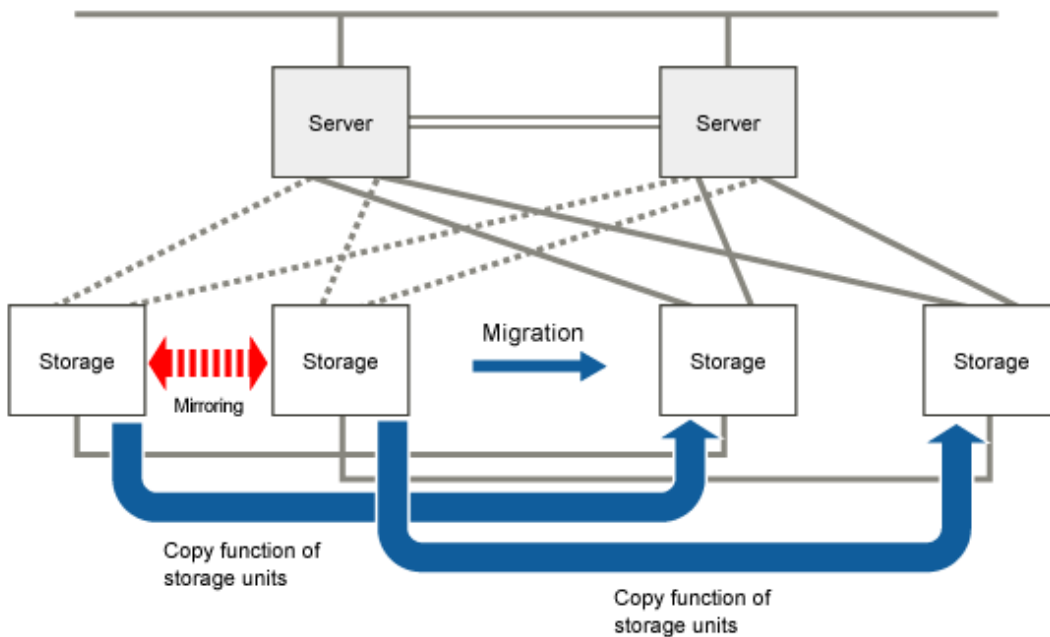 Server
Server
Storage
Mirroring
Storage
Migration
Storage
Storage
Copy function of
storage units
Copy function of
storage units